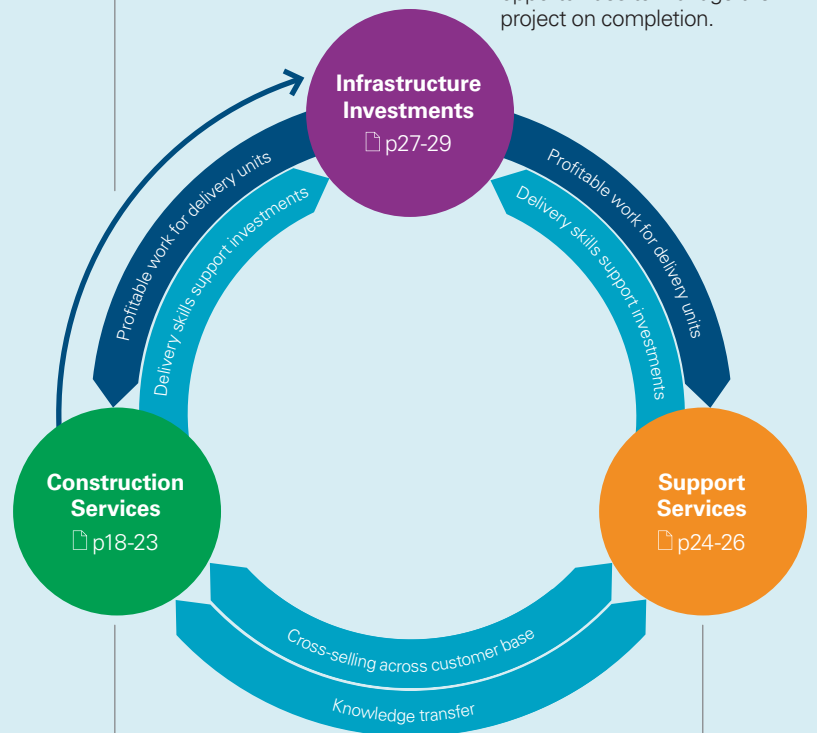 project on completion.
Infrastructure
Investments
p27-29
Profitable work for delivery units
Delivery skills support investments
Profitable work for delivery units
Delivery skills support investments
Construction
Services
p18-23
Support
Services
p24-26
Cross-selling across customer base
Knowledge transfer